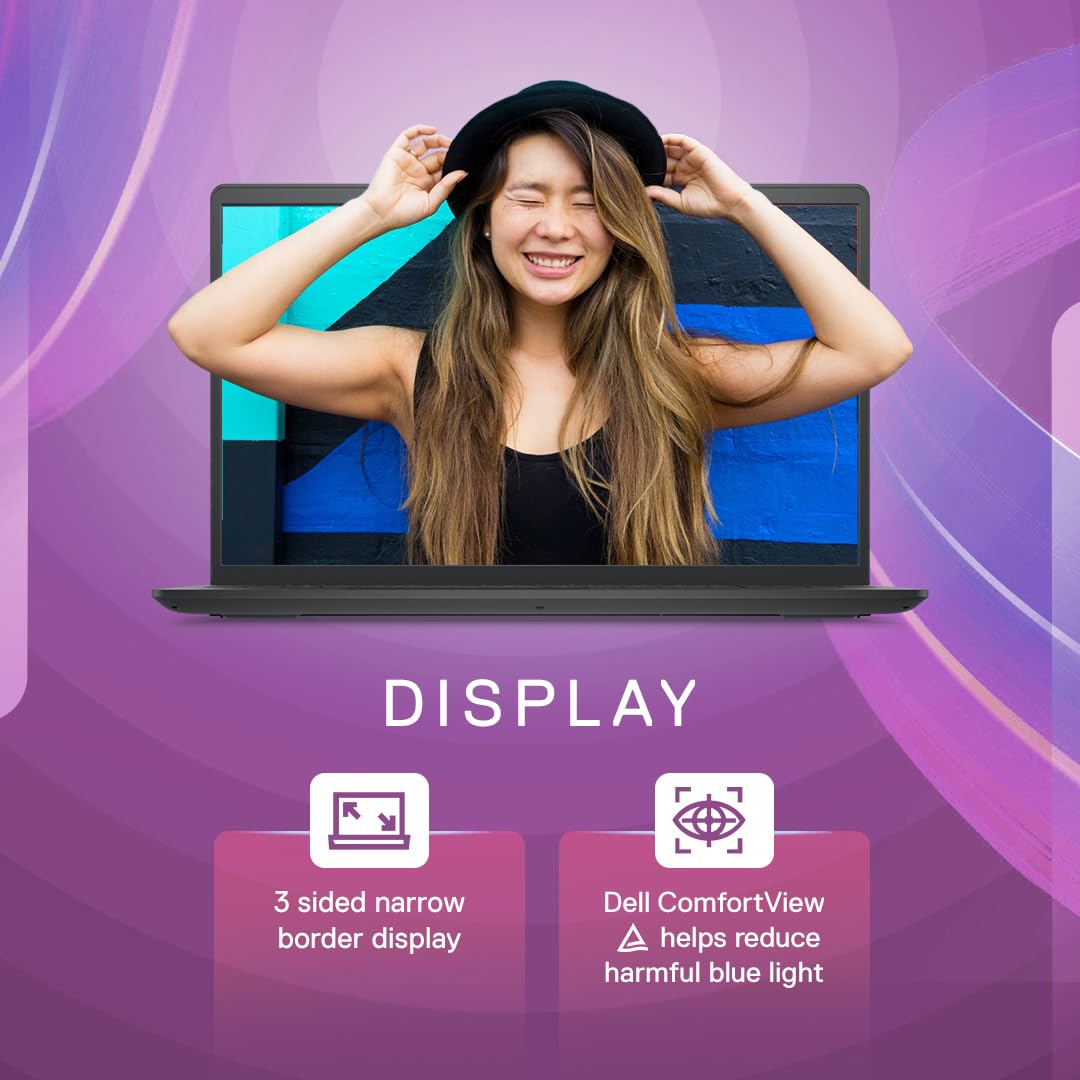 DISPLAY
3 sided narrow
border display
Dell ComfortView
helps reduce
harmful blue light